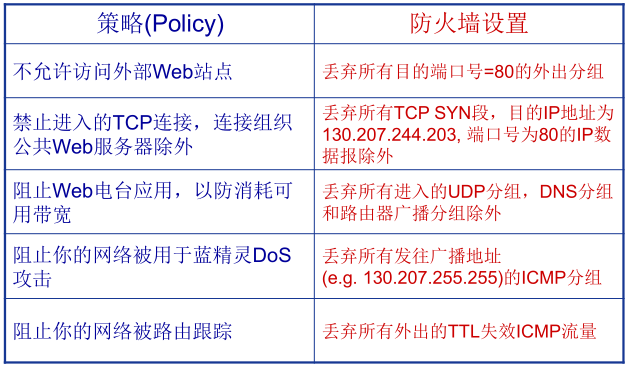 策略(Policy)
防火墙设置
不允许访问外部Web站点
丢弃所有目的端口号=80的外出分组
禁止进入的TCP连接，连接组织
公共Web服务器除外
丢弃所有TCP SYN段，目的IP地址为
130.207.244.203, 端口号为80的IP数
据报除外
阻止Web电台应用，以防消耗可
用带宽
丢弃所有进入的UDP分组，DNS分组
和路由器广播分组除外
阻止你的网络被用于蓝精灵DoS
攻击
丢弃所有发往广播地址
(e.g. 130.207.255.255)的ICMP分组
阻止你的网络被路由跟踪
丢弃所有外出的TTL失效ICMP流量